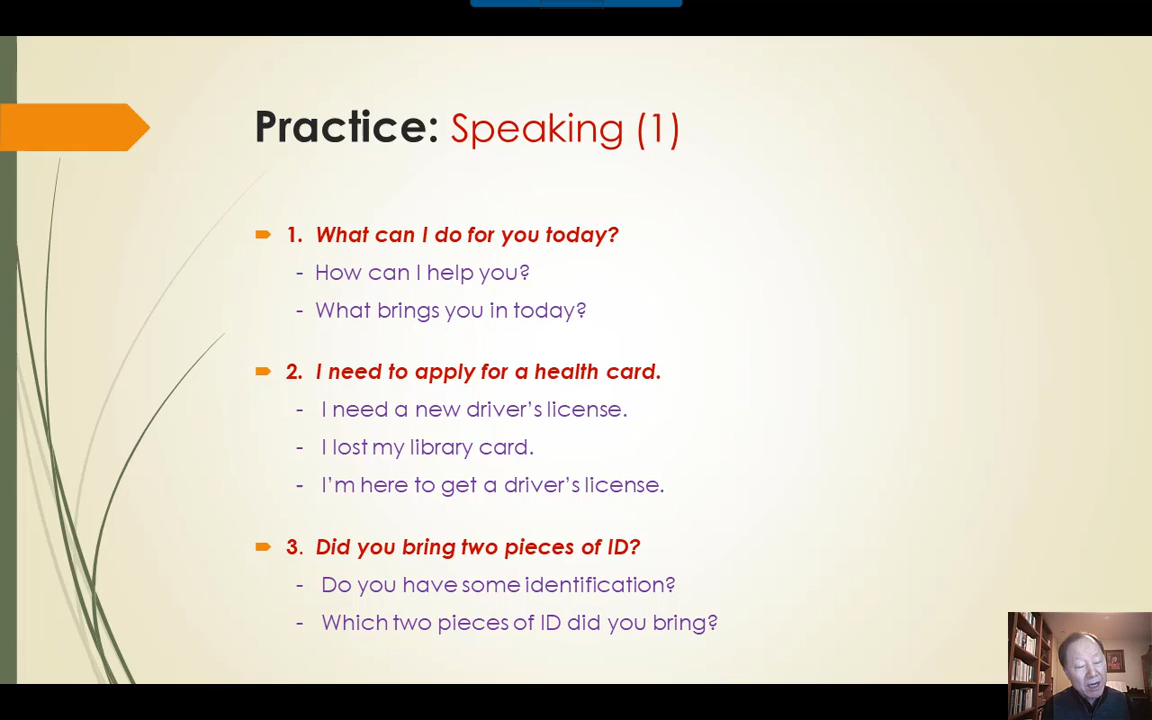 Practice: Speaking (1)
1. What can I do for you today?
- How can I help you?
- What brings you in today?
2. I need to apply for a health card.
- I need a new driver's license.
- I lost my library card.
- I'm here to get a driver's license.
3. Did you bring two pieces of ID?
- Do you have some identification?
- Which two pieces of ID did you bring?